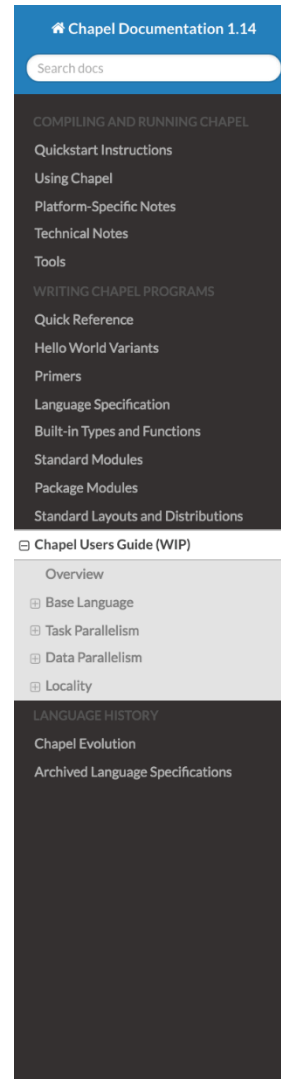 Chapel Documentation 1.14
Search docs
COMPILING AND RUNNING CHAPEL
Quickstart Instructions
Using Chapel
Platform-Specific Notes
Technical Notes
Tools
WRITING CHAPEL PROGRAMS
Quick Reference
Hello World Variants
Primers
Language Specification
Built-in Types and Functions
Standard Modules
Package Modules
Standard Layouts and Distributions
Chapel Users Guide (WIP)
Overview
Base Language
Task Parallelism
Data Parallelism
Locality
LANGUAGE HISTORY
Chapel Evolution
Archived Language Specifications